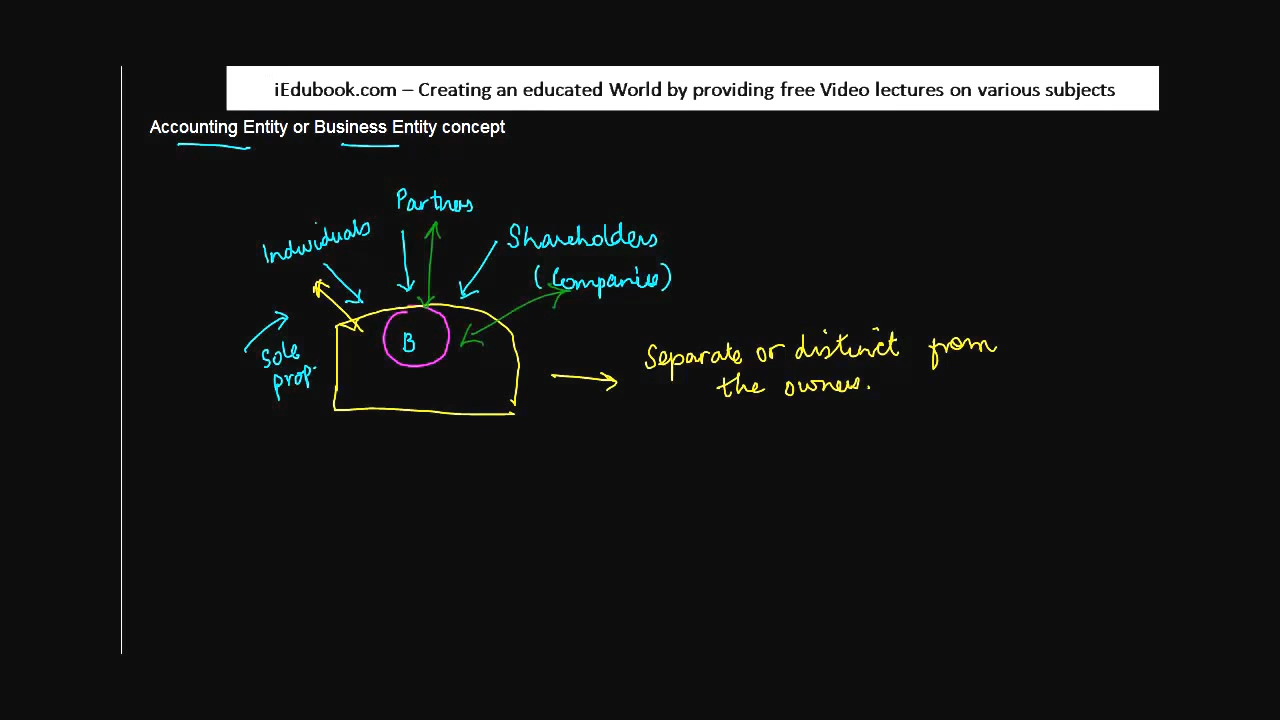 iEdubook.com – Creating an educated World by providing free Video lectures on various subjects
Accounting Entity or Business Entity concept
Partners
Individuals
Shareholders
(Companies)
B
Sole
prop.
Separate or distinct from
the owners.